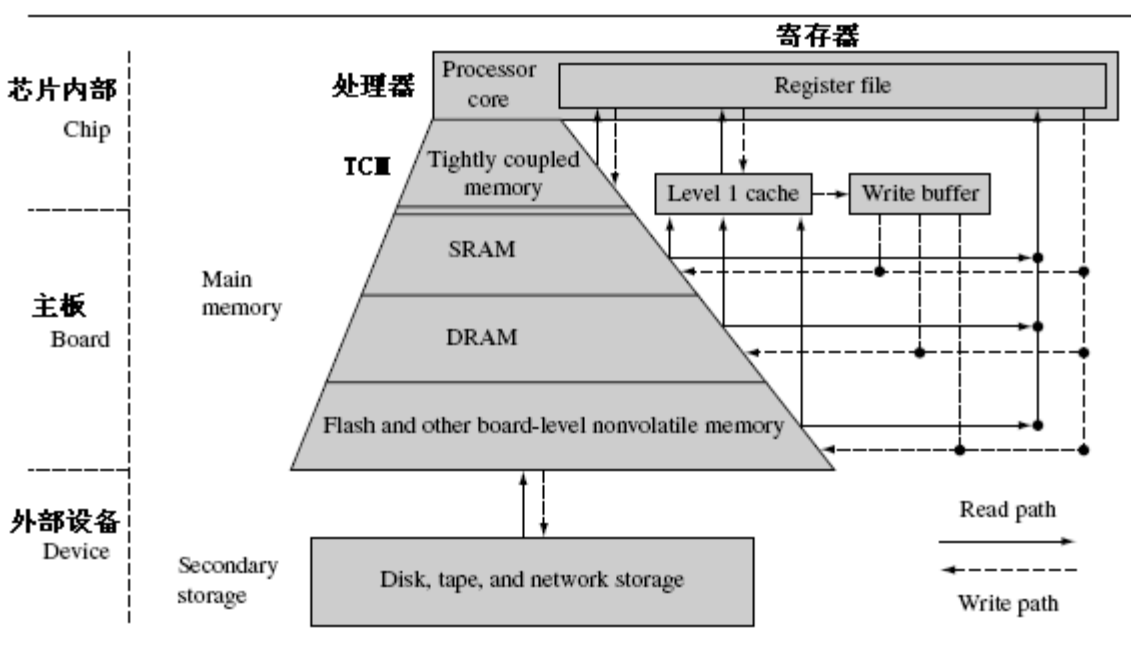 寄存器
芯片内部
Chip
处理器
Processor
core
Register file
TCM
Tightly coupled
memory
Level 1 cache
Write buffer
SRAM
Main
memory
主板
Board
DRAM
Flash and other board-level nonvolatile memory
外部设备
Device
Secondary
storage
Disk, tape, and network storage
Read path
Write path